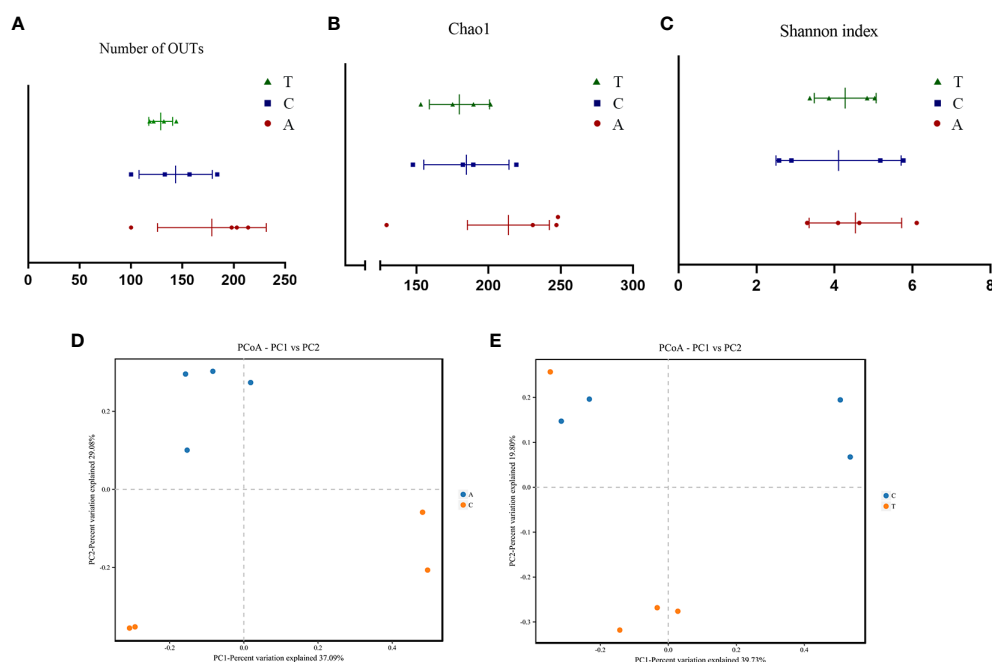 A
Number of OUTs
T
C
A
0 50 100 150 200 250
B
Chao1
T
C
A
0 150 200 250 300
C
Shannon index
T
C
A
0 2 4 6 8
D
PCoA - PC1 vs PC2
PC2-Percent variation explained 29.08%
0.2
0.0
-0.2
-0.2 0.0 0.2 0.4
PC1-Percent variation explained 37.09%
A
C
E
PCoA - PC1 vs PC2
PC2-Percent variation explained 19.80%
0.2
0.1
0.0
-0.1
-0.2
-0.3
-0.2 0.0 0.2 0.4
PC1-Percent variation explained 39.73%
C
T